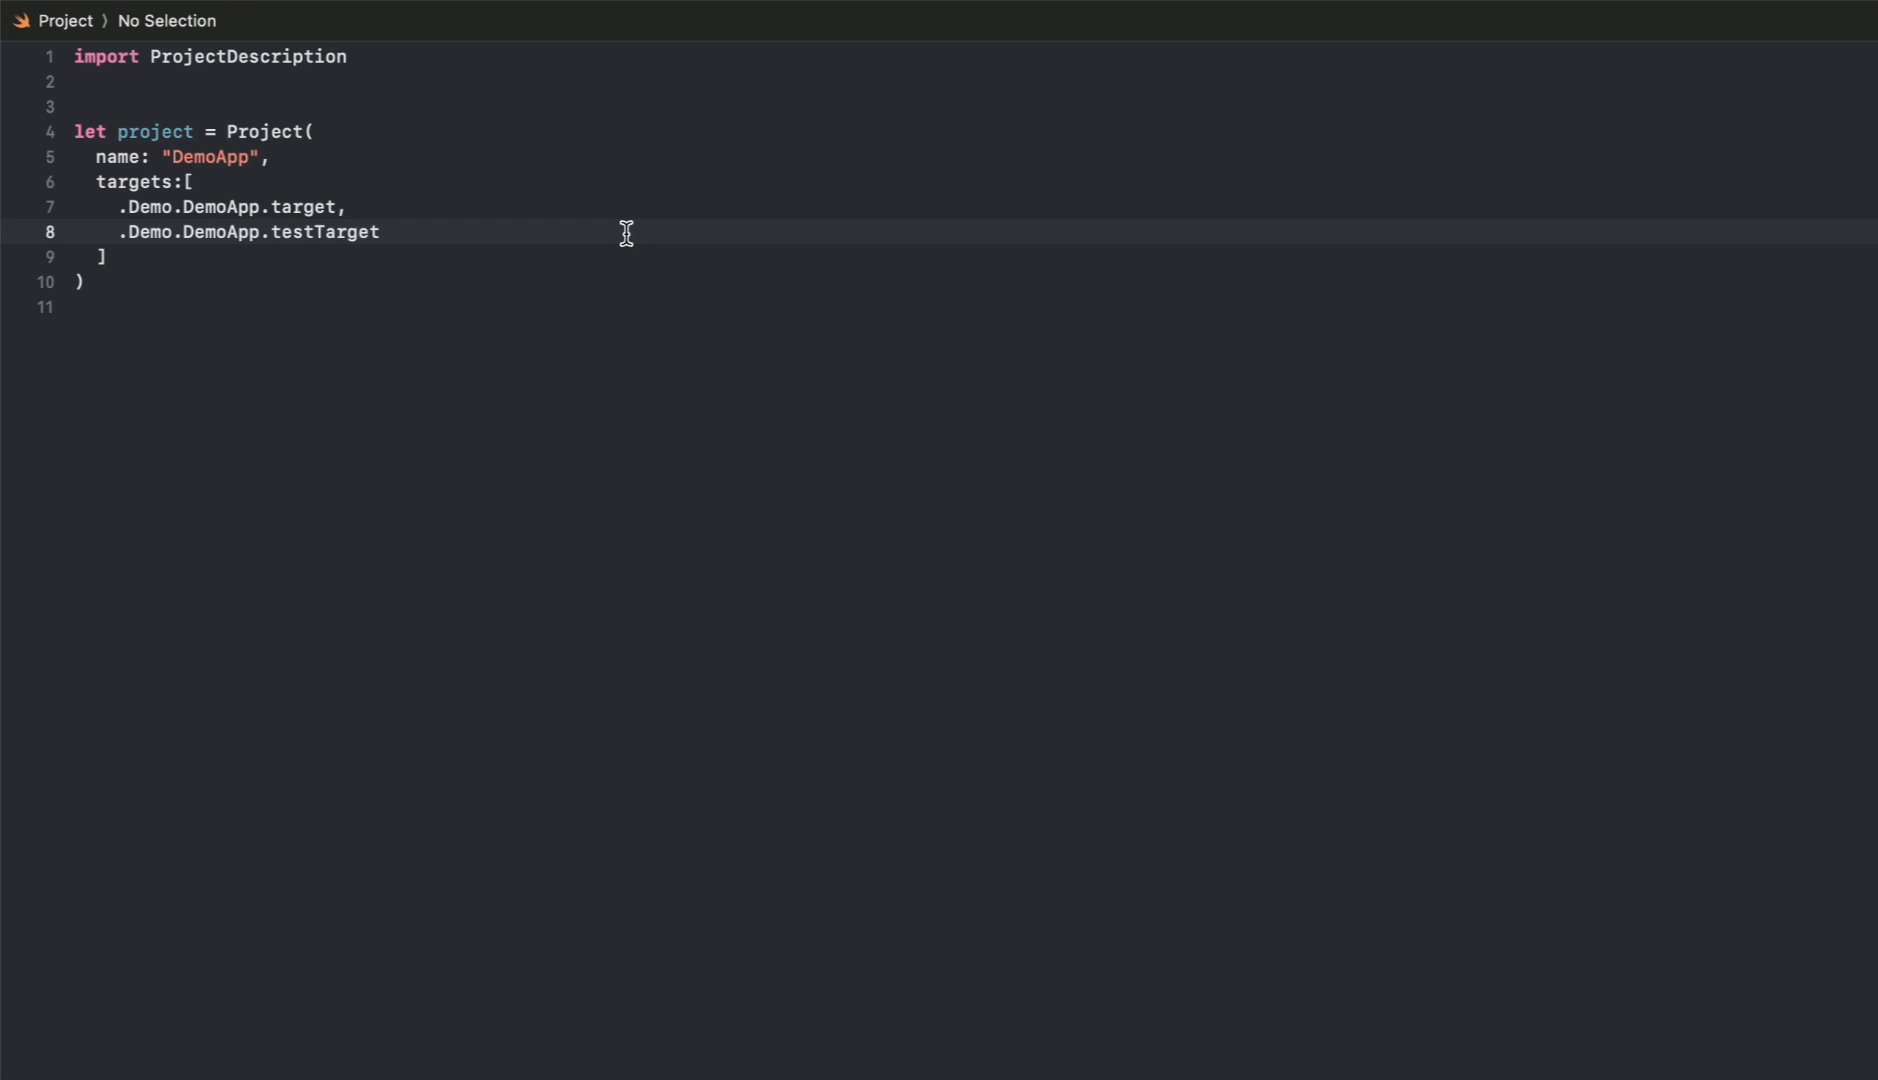 Project ⟩ No Selection
1 import ProjectDescription
2
3
4 let project = Project(
5   name: "DemoApp",
6   targets:[
7     .Demo.DemoApp.target,
8     .Demo.DemoApp.testTarget
9   ]
10 )
11